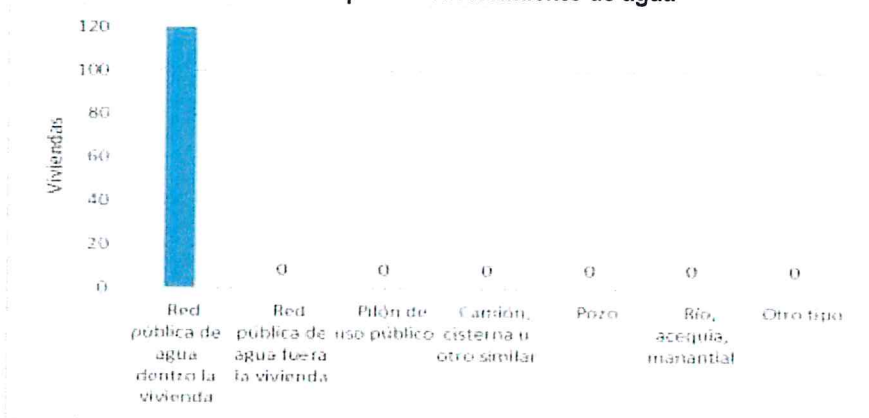 de agua
120
100
80
60
40
20
0
Viviendas
0 0 0 0 0 0
Red pública de agua dentro la vivienda
Red pública de agua fuera la vivienda
Pilón de uso público
Camión, cisterna u otro similar
Pozo
Río, acequia, manantial
Otro tipo